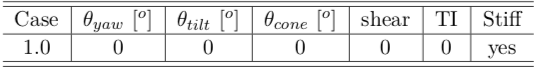 Case θyaw [o] θtilt [o] θcone [o] shear TI Stiff
1.0 0 0 0 0 0 yes